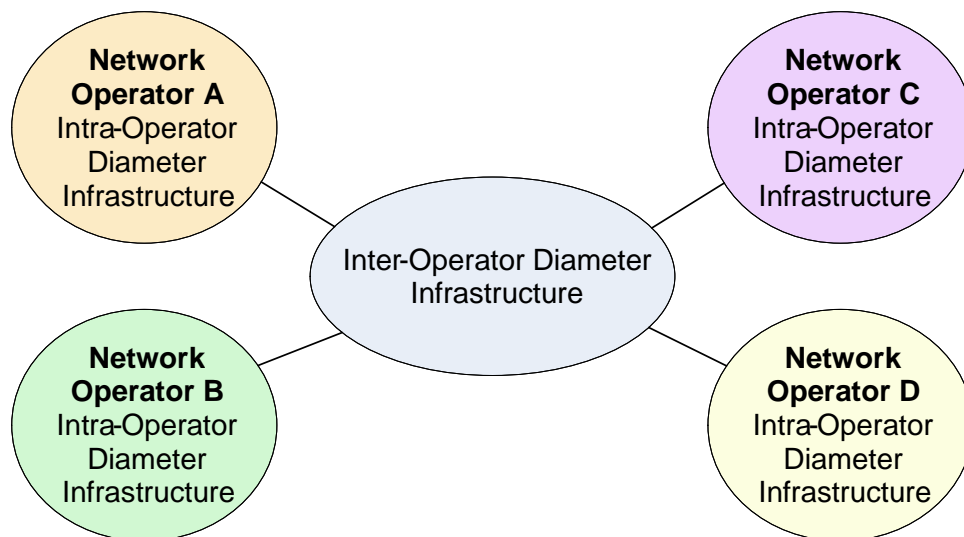 Network
Operator A
Intra-Operator
Diameter
Infrastructure
Network
Operator C
Intra-Operator
Diameter
Infrastructure
Inter-Operator Diameter
Infrastructure
Network
Operator B
Intra-Operator
Diameter
Infrastructure
Network
Operator D
Intra-Operator
Diameter
Infrastructure